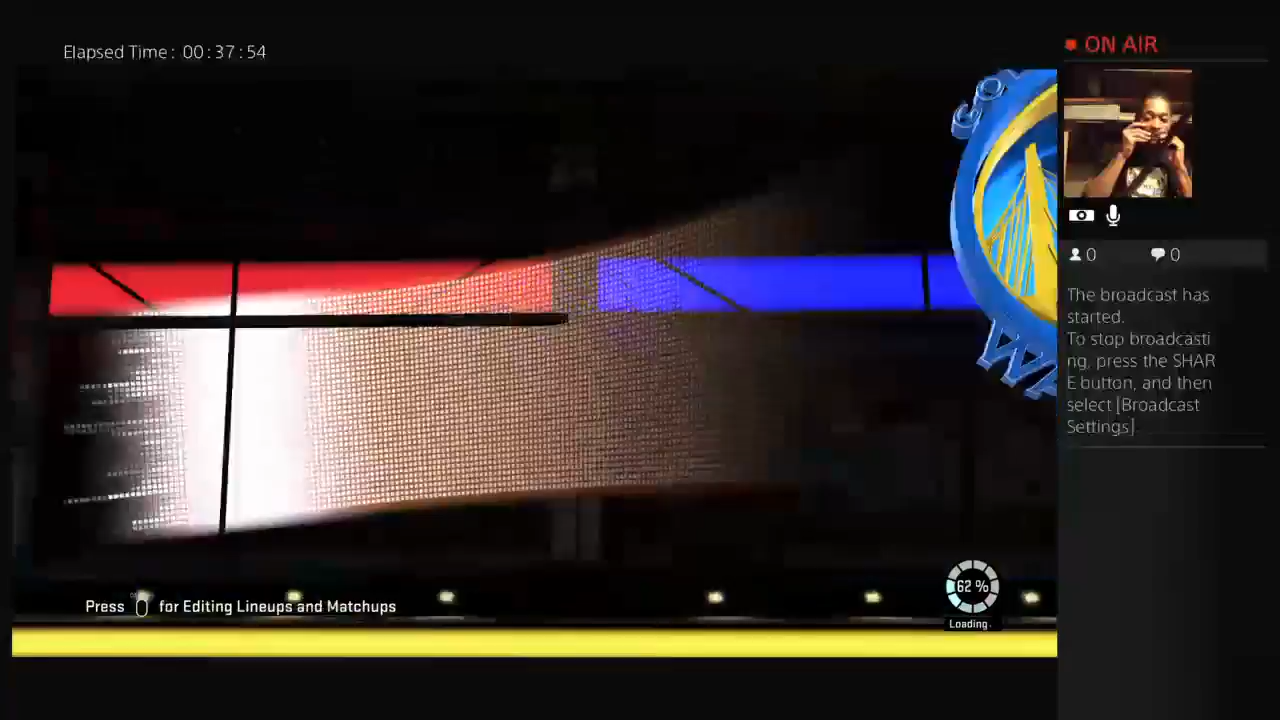 Elapsed Time: 00:37:54
ON AIR
0 0
The broadcast has
started.
To stop broadcasti
ng, press the SHAR
E button, and then
select [Broadcast
Settings].
Press for Editing Lineups and Matchups
62 %
Loading.